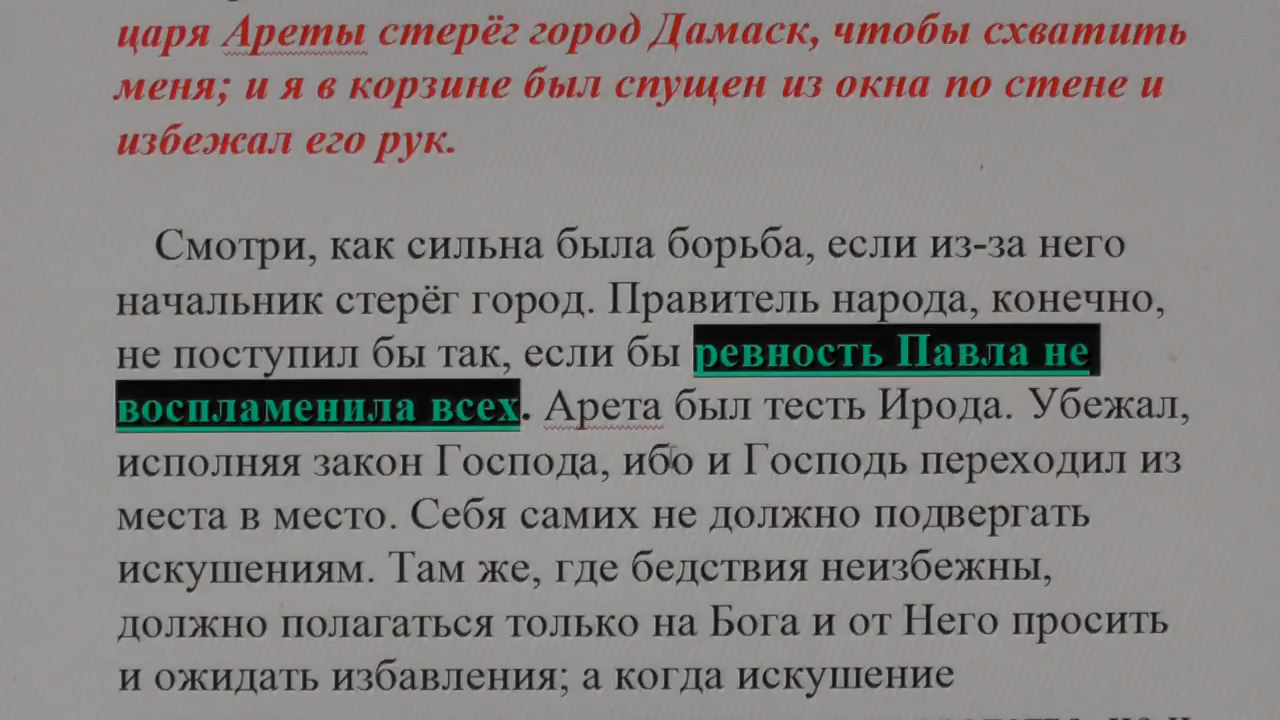 царя Ареты стерёг город Дамаск, чтобы схватить
меня; и я в корзине был спущен из окна по стене и
избежал его рук.
Смотри, как сильна была борьба, если из-за него
начальник стерёг город. Правитель народа, конечно,
не поступил бы так, если бы ревность Павла не
воспламенила всех. Арета был тесть Ирода. Убежал,
исполняя закон Господа, ибо и Господь переходил из
места в место. Себя самих не должно подвергать
искушениям. Там же, где бедствия неизбежны,
должно полагаться только на Бога и от Него просить
и ожидать избавления; а когда искушение